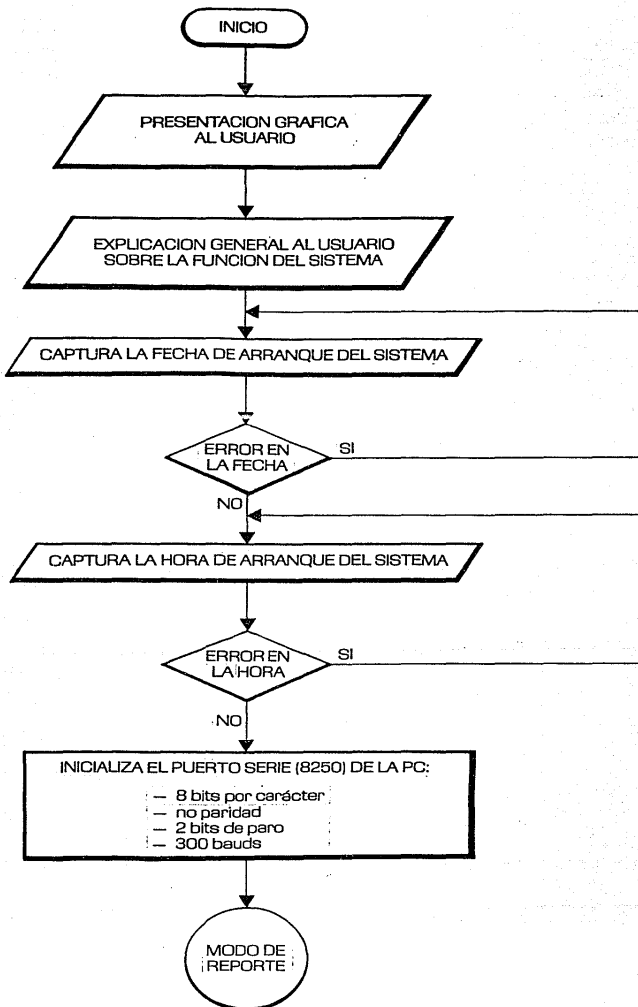 INICIO
PRESENTACION GRAFICA
AL USUARIO
EXPLICACION GENERAL AL USUARIO
SOBRE LA FUNCION DEL SISTEMA
CAPTURA LA FECHA DE ARRANQUE DEL SISTEMA
ERROR EN
LA FECHA
SI
NO
CAPTURA LA HORA DE ARRANQUE DEL SISTEMA
ERROR EN
LA HORA
SI
NO
INICIALIZA EL PUERTO SERIE (8250) DE LA PC:
– 8 bits por carácter
– no paridad
– 2 bits de paro
– 300 bauds
MODO DE
REPORTE